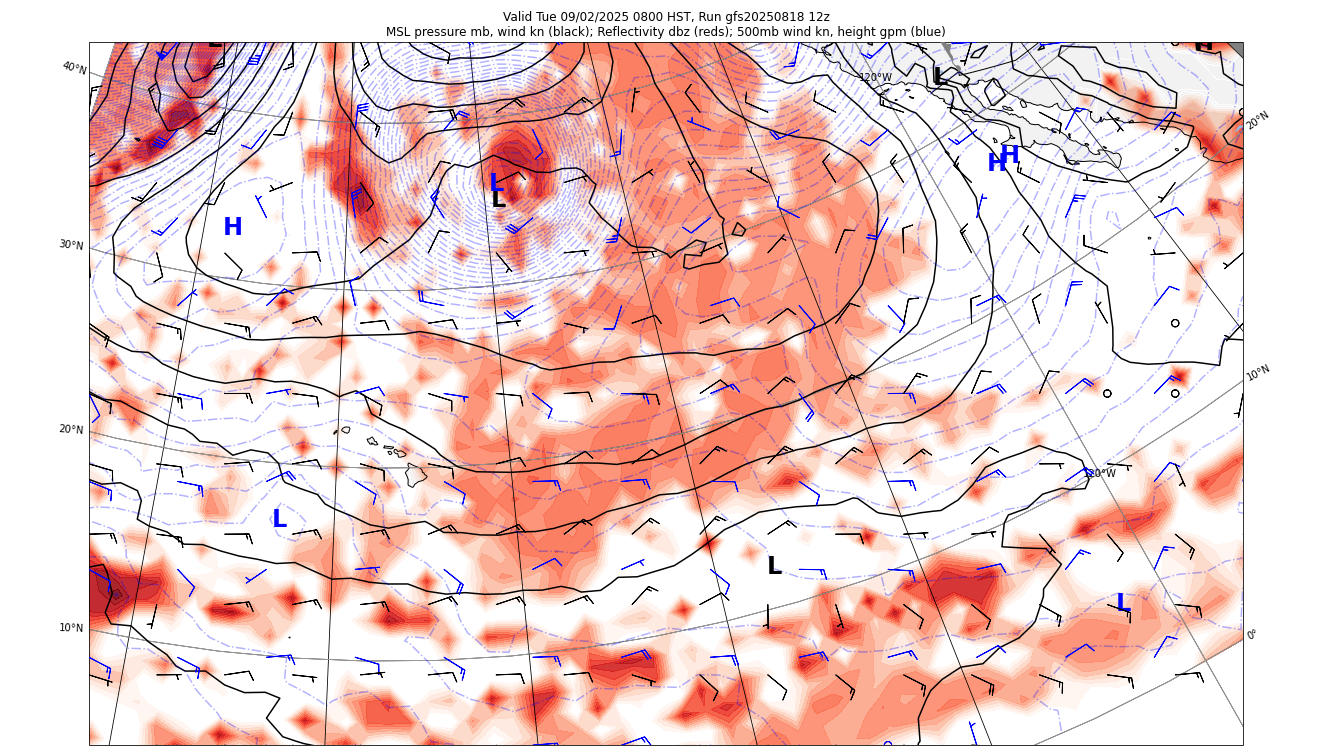 Valid Tue 09/02/2025 0800 HST, Run gfs20250818 12z
MSL pressure mb, wind kn (black); Reflectivity dbz (reds); 500mb wind kn, height gpm (blue)
L
H
40°N
120°W
L
20°N
H
H
L
L
H
30°N
10°N
20°N
120°W
L
L
L
10°N
0°